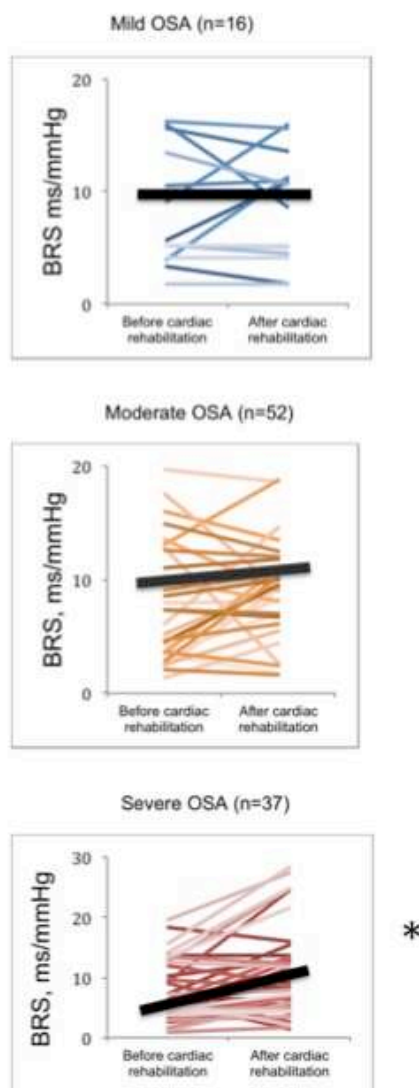 Mild OSA (n=16)
BRS ms/mmHg
20
10
0
Before cardiac
rehabilitation
After cardiac
rehabilitation
Moderate OSA (n=52)
BRS, ms/mmHg
20
10
0
Before cardiac
rehabilitation
After cardiac
rehabilitation
Severe OSA (n=37)
BRS, ms/mmHg
30
20
10
0
Before cardiac
rehabilitation
After cardiac
rehabilitation
*